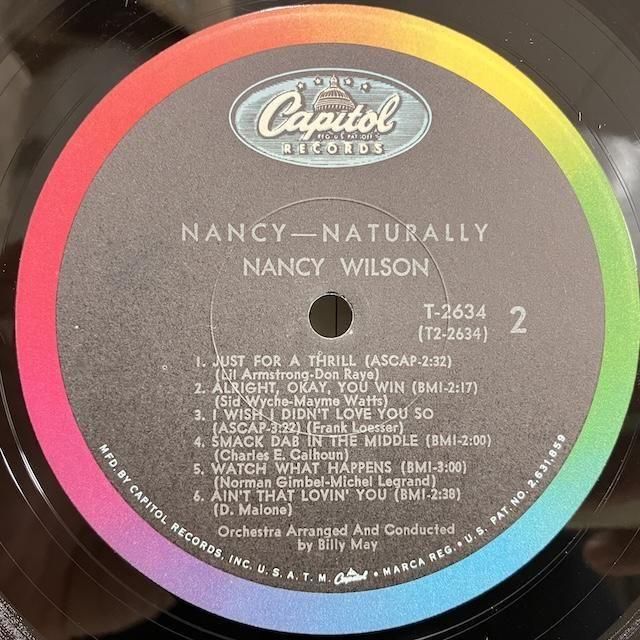 Capitol
REG. U.S. PAT. OFF.
RECORDS
NANCY—NATURALLY
NANCY WILSON
T-2634
(T2-2634)
2
1. JUST FOR A THRILL (ASCAP-2:32)
(Lil Armstrong-Don Raye)
2. ALRIGHT, OKAY, YOU WIN (BMI-2:17)
(Sid Wyche-Mayme Watts)
3. I WISH I DIDN'T LOVE YOU SO
(ASCAP-3:22) (Frank Loesser)
4. SMACK DAB IN THE MIDDLE (BMI-2:00)
(Charles E. Calhoun)
5. WATCH WHAT HAPPENS (BMI-3:00)
(Norman Gimbel-Michel Legrand)
6. AIN'T THAT LOVIN' YOU (BMI-2:38)
(D. Malone)
Orchestra Arranged And Conducted
by Billy May
MFD. BY CAPITOL RECORDS, INC. U.S.A. T.M. Capitol • MARCA REG. • U.S. PAT. NO. 2,631,859